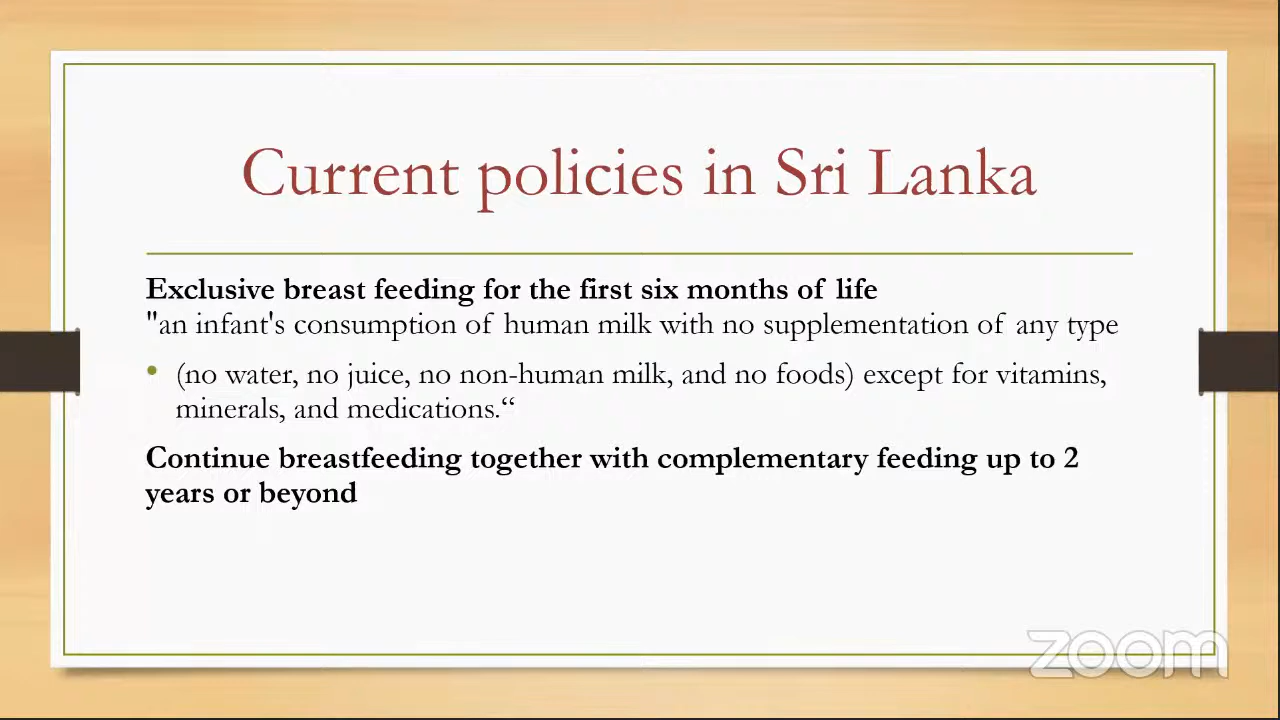 Current policies in Sri Lanka
Exclusive breast feeding for the first six months of life
"an infant's consumption of human milk with no supplementation of any type
• (no water, no juice, no non-human milk, and no foods) except for vitamins,
minerals, and medications.“
Continue breastfeeding together with complementary feeding up to 2
years or beyond
zoom